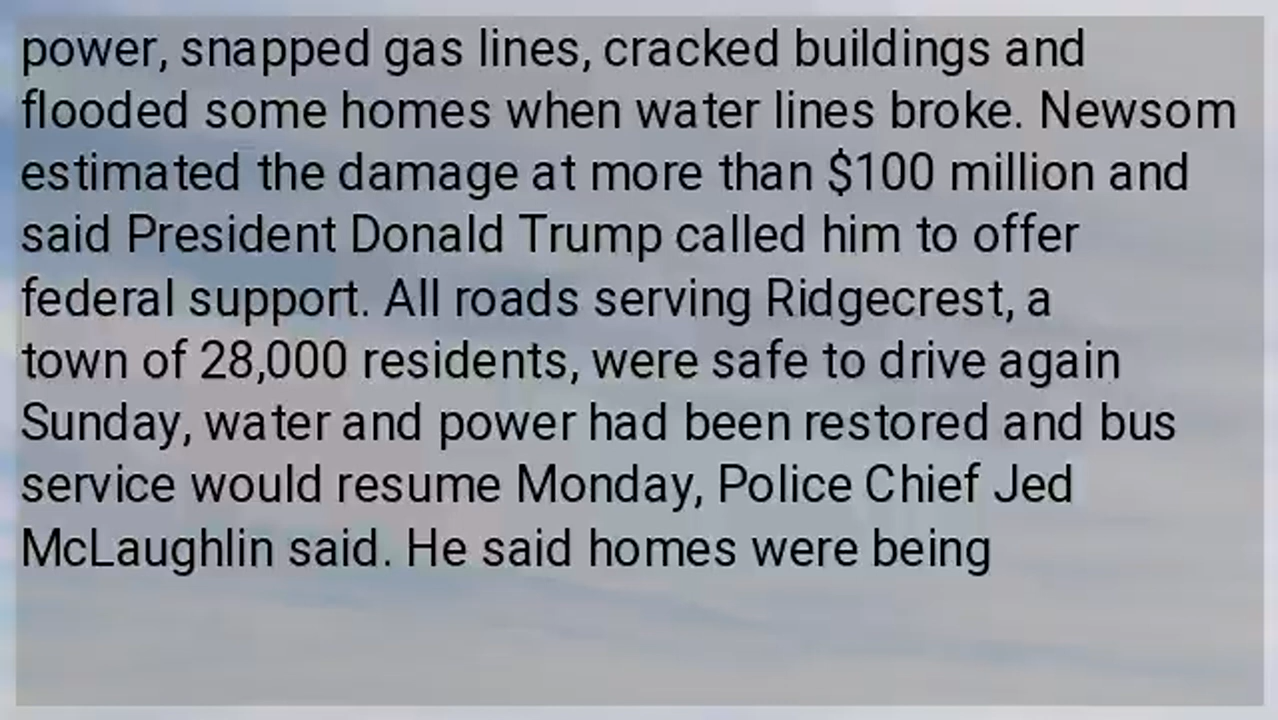 power, snapped gas lines, cracked buildings and
flooded some homes when water lines broke. Newsom
estimated the damage at more than $100 million and
said President Donald Trump called him to offer
federal support. All roads serving Ridgecrest, a
town of 28,000 residents, were safe to drive again
Sunday, water and power had been restored and bus
service would resume Monday, Police Chief Jed
McLaughlin said. He said homes were being